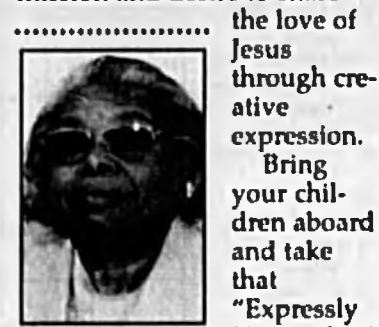 the love of
Jesus
through cre-
ative
expression.
Bring
your chil-
dren aboard
and take
that
"Expressly